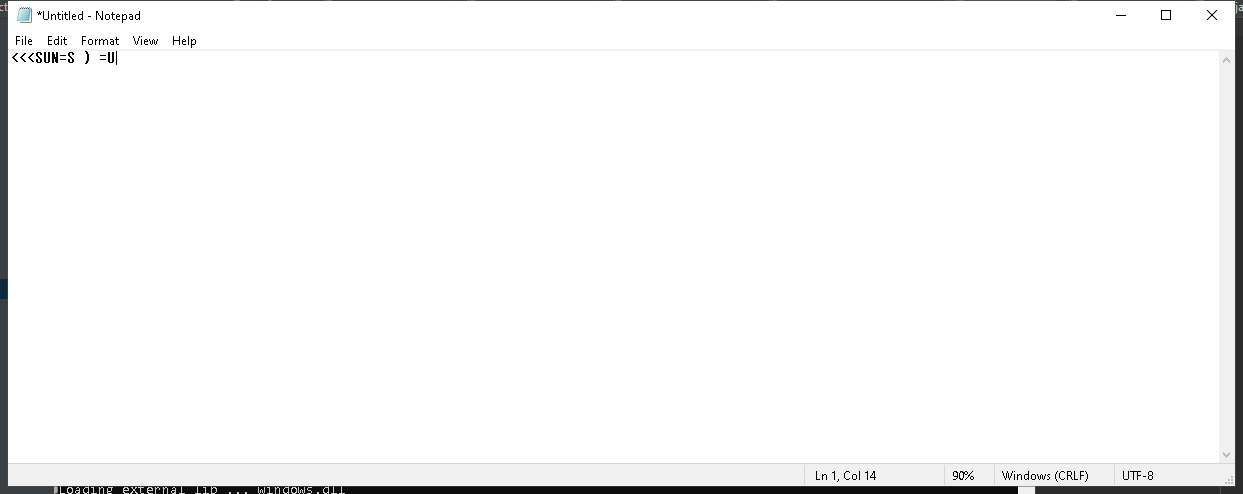 *Untitled - Notepad
File Edit Format View Help
<<<SUN=S ) =U
Ln 1, Col 14 90% Windows (CRLF) UTF-8
Loading external lib ... windows.dll